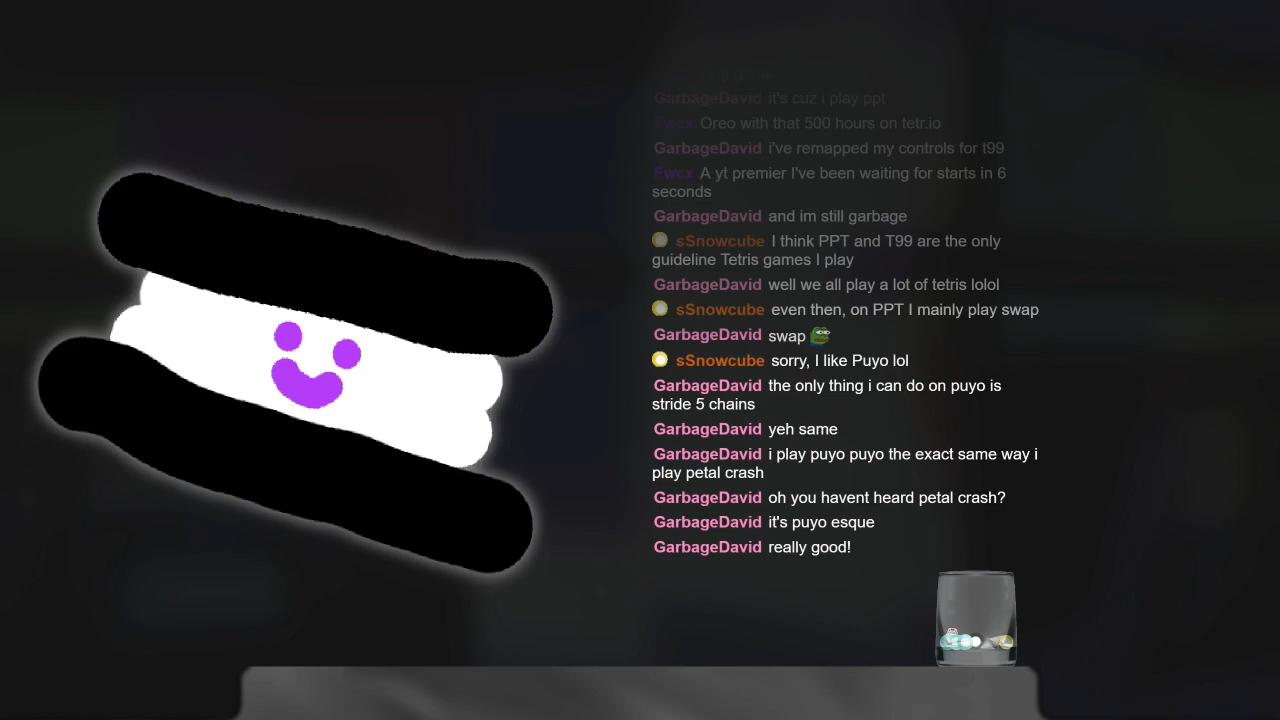 GarbageDavid it's cuz i play ppt
Fwcx Oreo with that 500 hours on tetr.io
GarbageDavid i've remapped my controls for t99
Fwcx A yt premier I've been waiting for starts in 6
seconds
GarbageDavid and im still garbage
sSnowcube I think PPT and T99 are the only
guideline Tetris games I play
GarbageDavid well we all play a lot of tetris lolol
sSnowcube even then, on PPT I mainly play swap
GarbageDavid swap
sSnowcube sorry, I like Puyo lol
GarbageDavid the only thing i can do on puyo is
stride 5 chains
GarbageDavid yeh same
GarbageDavid i play puyo puyo the exact same way i
play petal crash
GarbageDavid oh you havent heard petal crash?
GarbageDavid it's puyo esque
GarbageDavid really good!